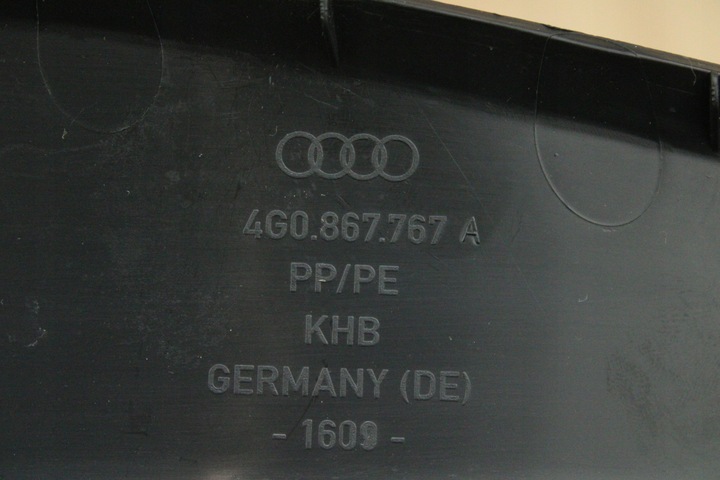 4G0.867.767 A
PP/PE
KHB
GERMANY (DE)
- 1609 -